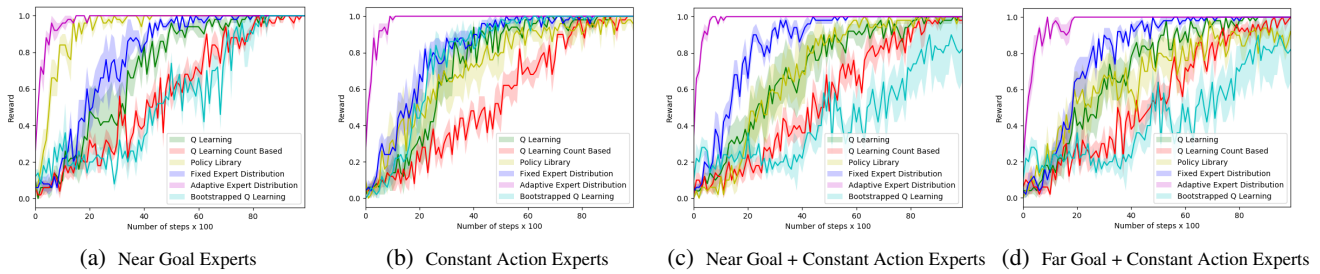 1.0
0.8
0.6
0.4
0.2
0.0
Reward
0 20 40 60 80
Number of steps x 100
Q Learning
Q Learning Count Based
Policy Library
Fixed Expert Distribution
Adaptive Expert Distribution
Bootstrapped Q Learning
(a) Near Goal Experts
1.0
0.8
0.6
0.4
0.2
0.0
Reward
0 20 40 60 80
Number of steps x 100
Q Learning
Q Learning Count Based
Policy Library
Fixed Expert Distribution
Adaptive Expert Distribution
Bootstrapped Q Learning
(b) Constant Action Experts
1.0
0.8
0.6
0.4
0.2
0.0
Reward
0 20 40 60 80
Number of steps x 100
Q Learning
Q Learning Count Based
Policy Library
Fixed Expert Distribution
Adaptive Expert Distribution
Bootstrapped Q Learning
(c) Near Goal + Constant Action Experts
1.0
0.8
0.6
0.4
0.2
0.0
Reward
0 20 40 60 80
Number of steps x 100
Q Learning
Q Learning Count Based
Policy Library
Fixed Expert Distribution
Adaptive Expert Distribution
Bootstrapped Q Learning
(d) Far Goal + Constant Action Experts